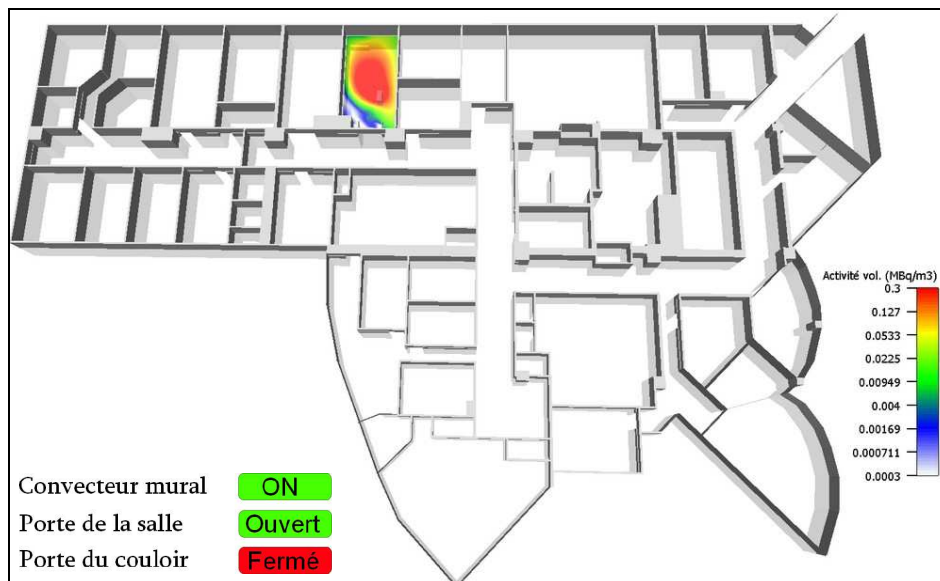 Activité vol. (MBq/m3)
0.3
0.127
0.0533
0.0225
0.00949
0.004
0.00169
0.000711
0.0003
Convecteur mural ON
Porte de la salle Ouvert
Porte du couloir Fermé